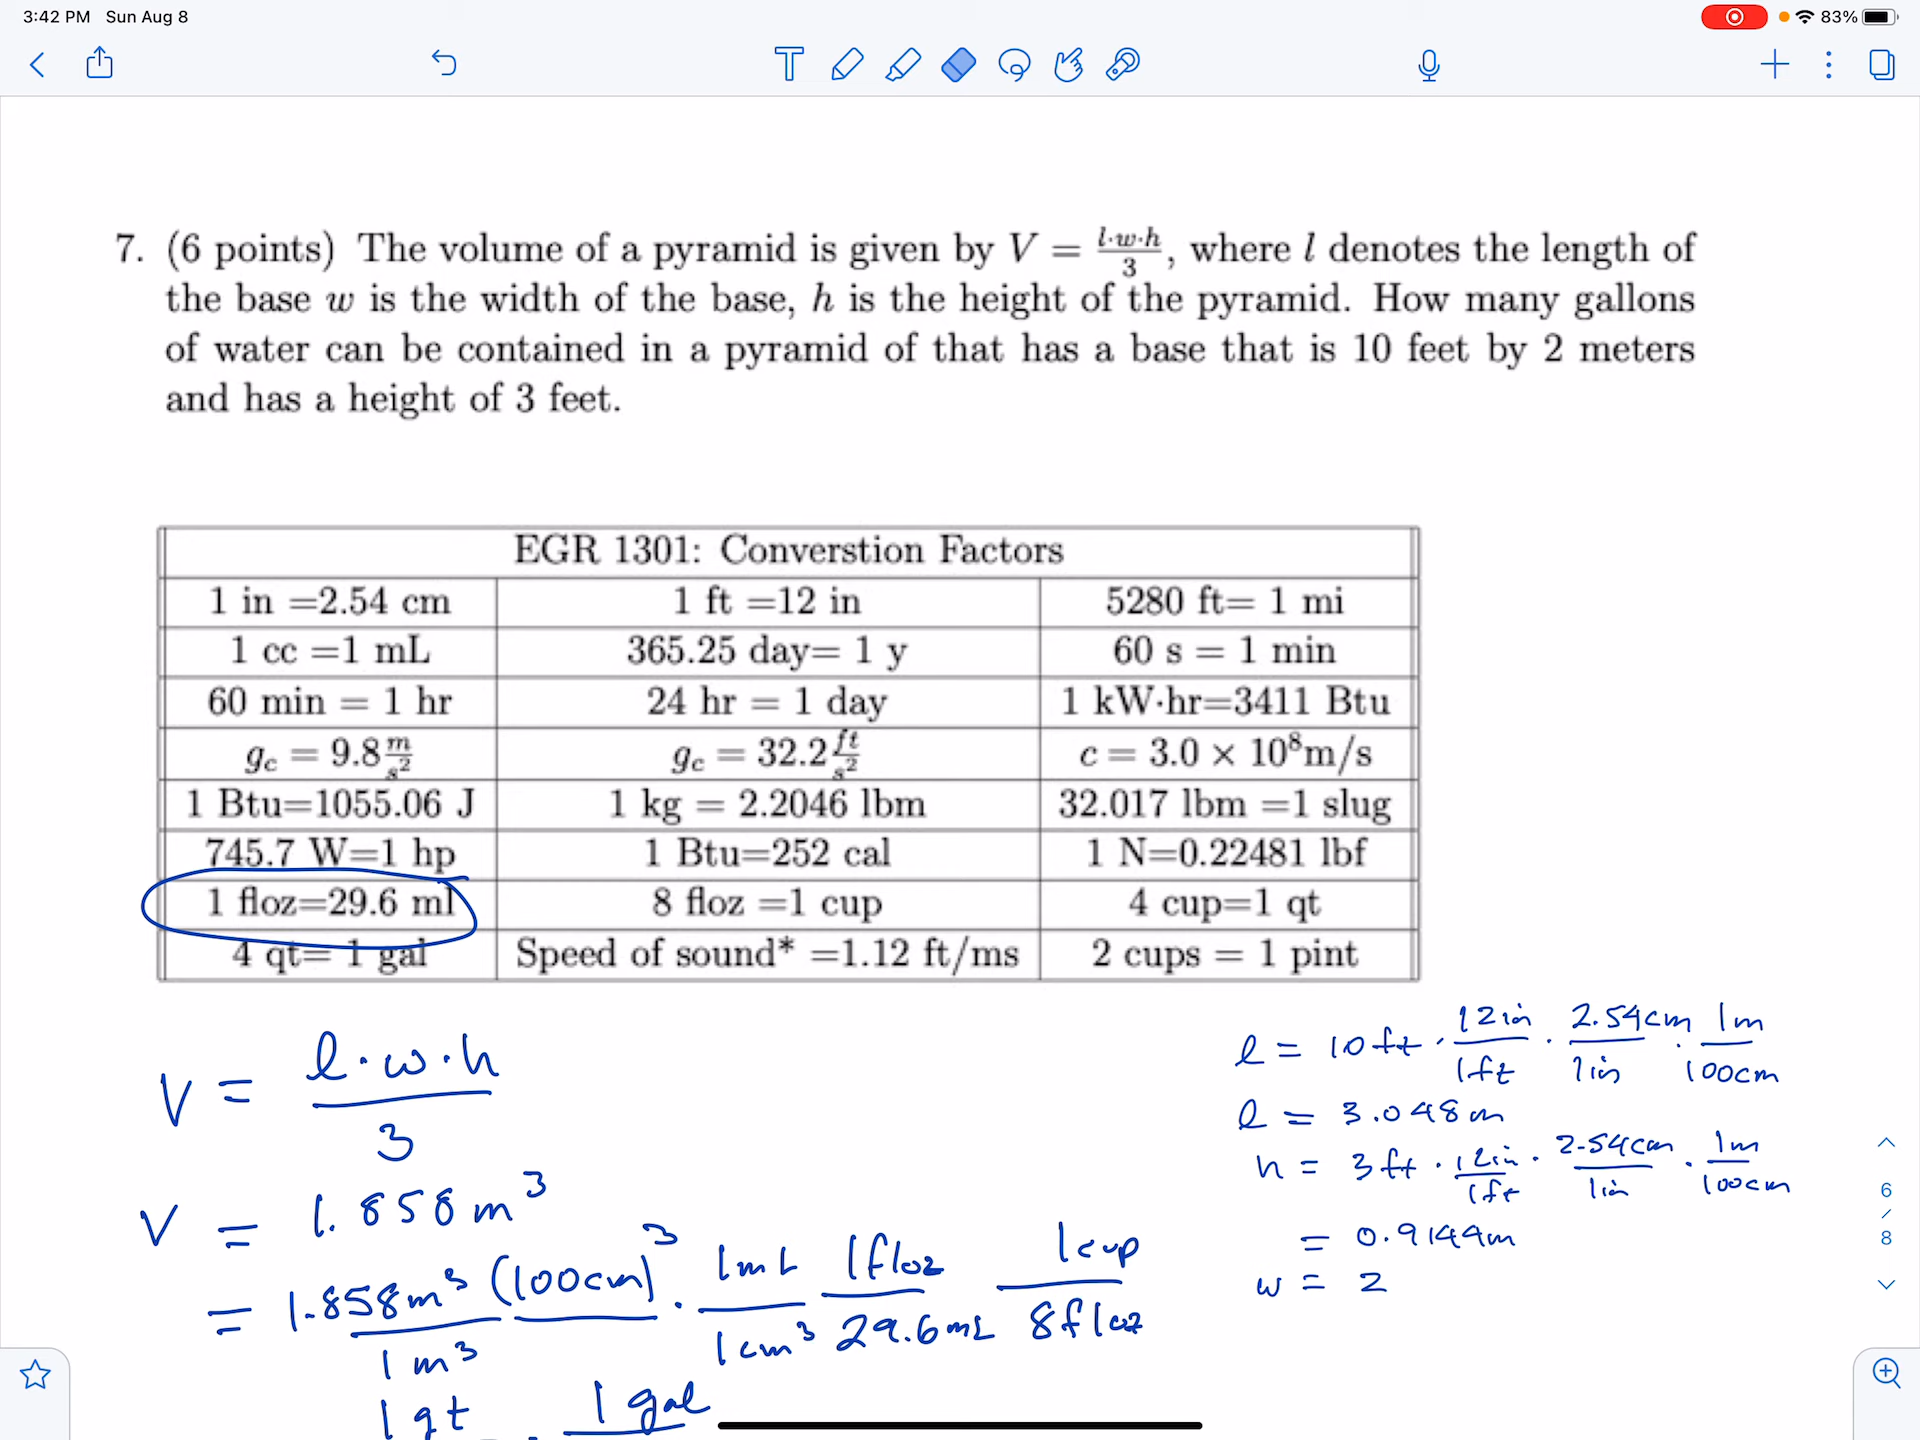 3:42 PM Sun Aug 8
83%
7. (6 points) The volume of a pyramid is given by V = l·w·h/3, where l denotes the length of
the base w is the width of the base, h is the height of the pyramid. How many gallons
of water can be contained in a pyramid of that has a base that is 10 feet by 2 meters
and has a height of 3 feet.
EGR 1301: Converstion Factors
1 in =2.54 cm 1 ft =12 in 5280 ft= 1 mi
1 cc =1 mL 365.25 day= 1 y 60 s = 1 min
60 min = 1 hr 24 hr = 1 day 1 kW·hr=3411 Btu
g_c = 9.8 m/s² g_c = 32.2 ft/s² c = 3.0 × 10⁸m/s
1 Btu=1055.06 J 1 kg = 2.2046 lbm 32.017 lbm =1 slug
745.7 W=1 hp 1 Btu=252 cal 1 N=0.22481 lbf
1 floz=29.6 ml 8 floz =1 cup 4 cup=1 qt
4 qt= 1 gal Speed of sound* =1.12 ft/ms 2 cups = 1 pint
V = l·w·h/3
V = 1.858 m³
= 1.858m³ (100cm)³/1 m³ · 1mL/1cm³ 1floz/29.6mL 1cup/8floz
1qt · 1 gal
l = 10ft · 12in/1ft · 2.54cm/1in · 1m/100cm
l = 3.048m
h = 3ft · 12in/1ft · 2.54cm/1in · 1m/100cm
= 0.9144m
w = 2
6
/
8